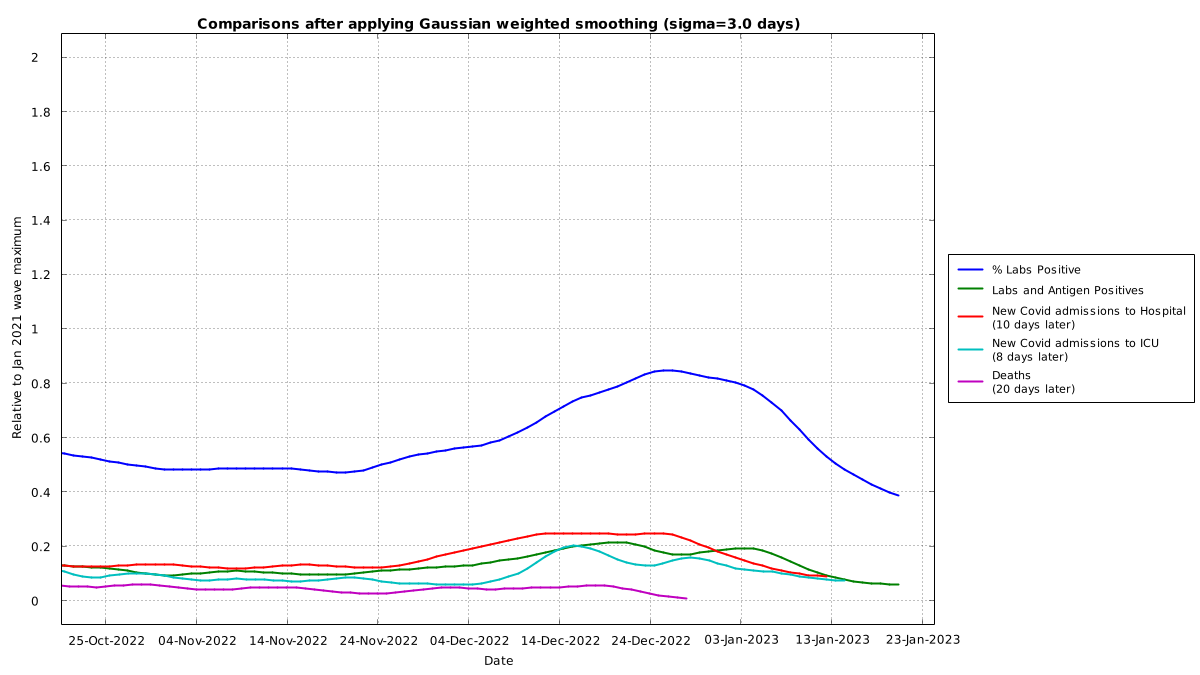 Comparisons after applying Gaussian weighted smoothing (sigma=3.0 days)
Relative to Jan 2021 wave maximum
2
1.8
1.6
1.4
1.2
1
0.8
0.6
0.4
0.2
0
25-Oct-2022
04-Nov-2022
14-Nov-2022
24-Nov-2022
04-Dec-2022
14-Dec-2022
24-Dec-2022
03-Jan-2023
13-Jan-2023
23-Jan-2023
Date
% Labs Positive
Labs and Antigen Positives
New Covid admissions to Hospital
(10 days later)
New Covid admissions to ICU
(8 days later)
Deaths
(20 days later)